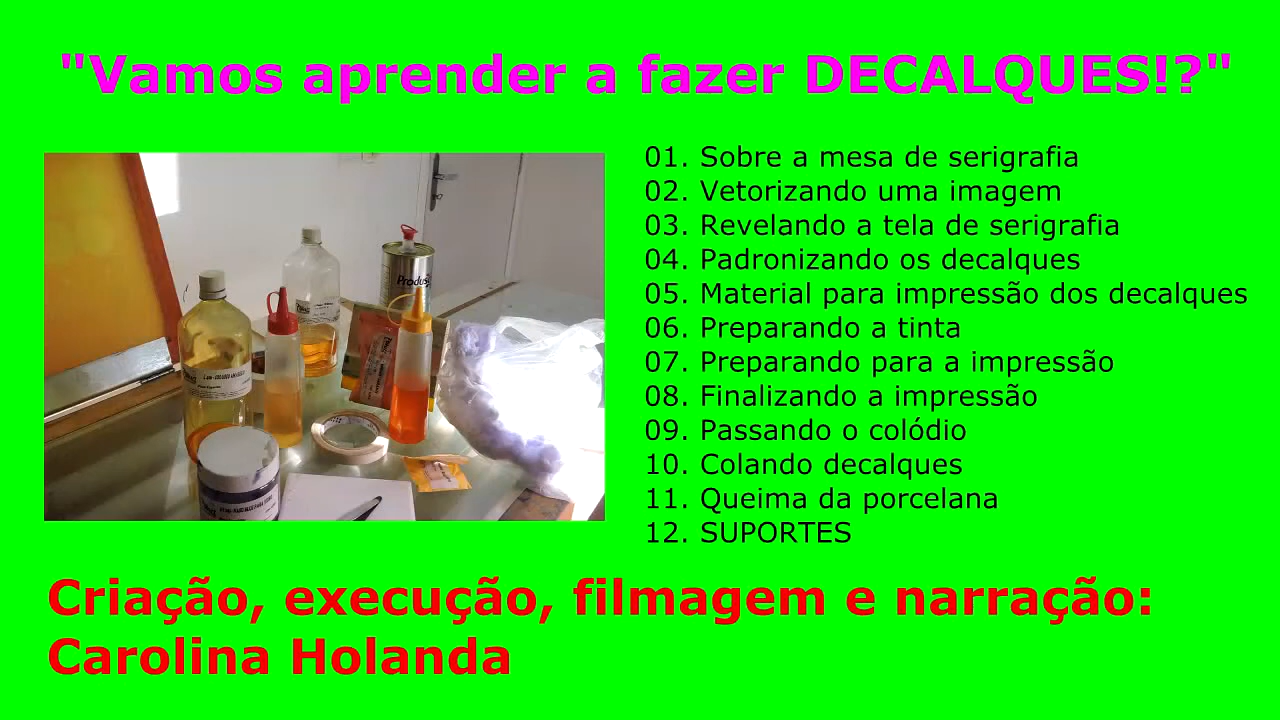 "Vamos aprender a fazer DECALQUES!?"
01. Sobre a mesa de serigrafia
02. Vetorizando uma imagem
03. Revelando a tela de serigrafia
04. Padronizando os decalques
05. Material para impressão dos decalques
06. Preparando a tinta
07. Preparando para a impressão
08. Finalizando a impressão
09. Passando o colódio
10. Colando decalques
11. Queima da porcelana
12. SUPORTES
Criação, execução, filmagem e narração:
Carolina Holanda